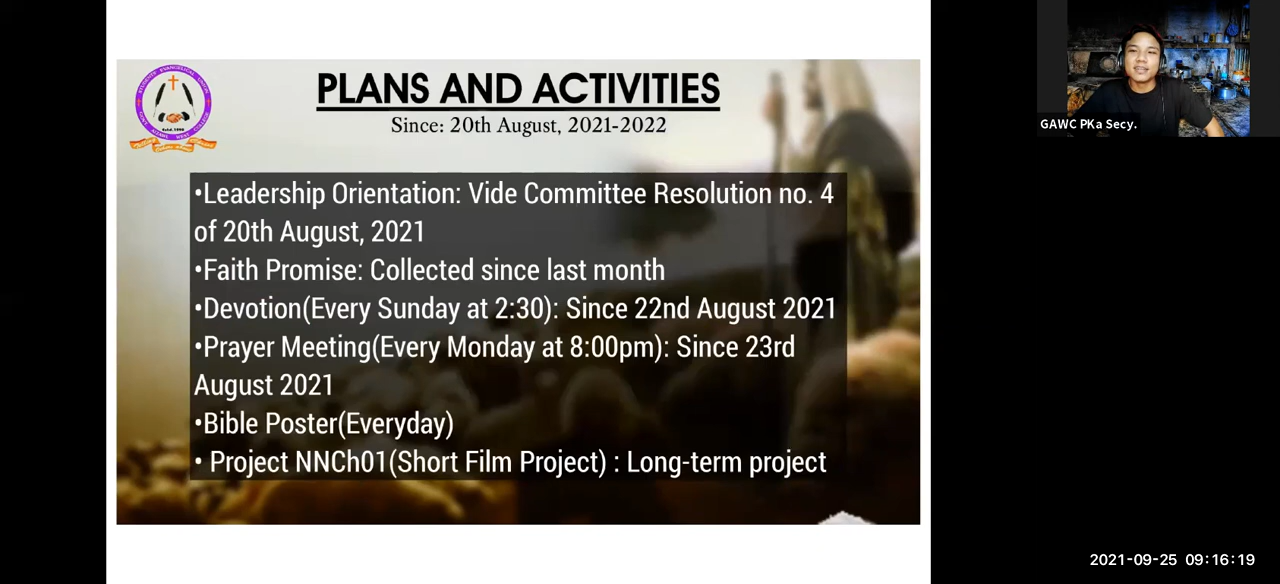 PLANS AND ACTIVITIES
Since: 20th August, 2021-2022
•Leadership Orientation: Vide Committee Resolution no. 4
of 20th August, 2021
•Faith Promise: Collected since last month
•Devotion(Every Sunday at 2:30): Since 22nd August 2021
•Prayer Meeting(Every Monday at 8:00pm): Since 23rd
August 2021
•Bible Poster(Everyday)
• Project NNCh01(Short Film Project) : Long-term project
GAWC PKa Secy.
2021-09-25 09:16:19